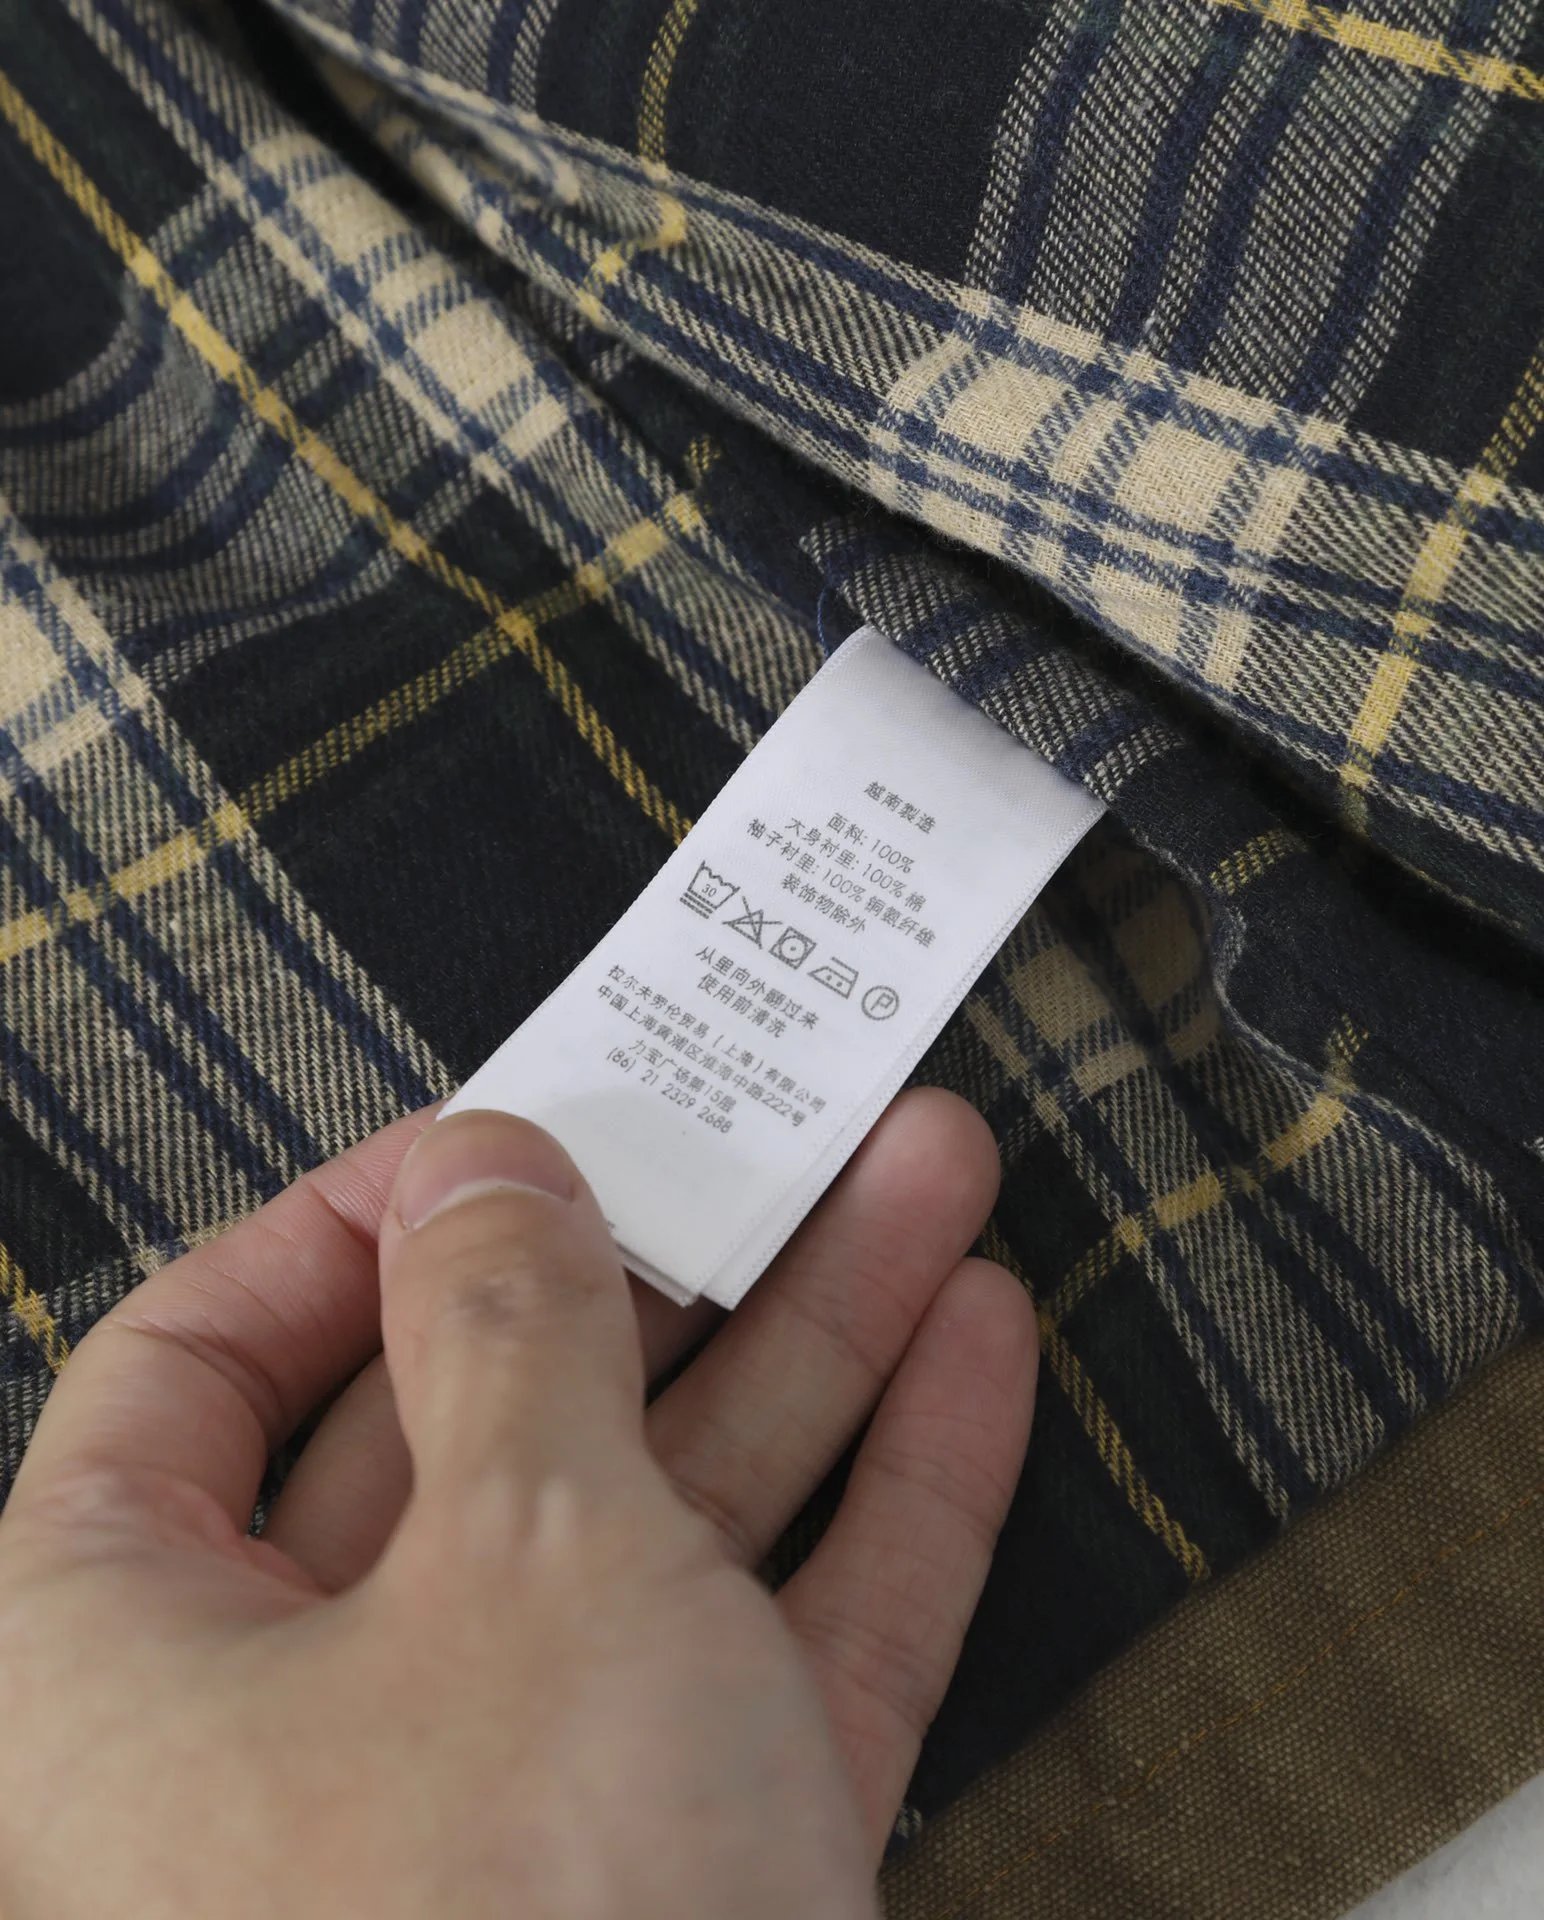 越南製造
面料: 100%
大身衬里: 100% 棉
袖子衬里: 100% 铜氨纤维
装饰物除外
30
P
从里向外翻过来
使用前清洗
拉尔夫劳伦贸易 (上海) 有限公司
中国上海黄浦区淮海中路222号
力宝广场第15层
(86) 21 2329 2688